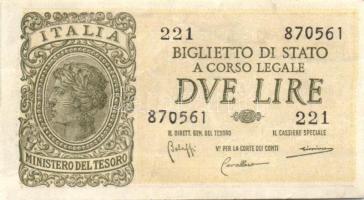 ITALIA
MINISTERO DEL TESORO
221 870561
BIGLIETTO DI STATO
A CORSO LEGALE
DVE LIRE
870561 221
IL DIRETT. GEN. DEL TESORO IL CASSIERE SPECIALE
Vº PER LA CORTE DEI CONTI